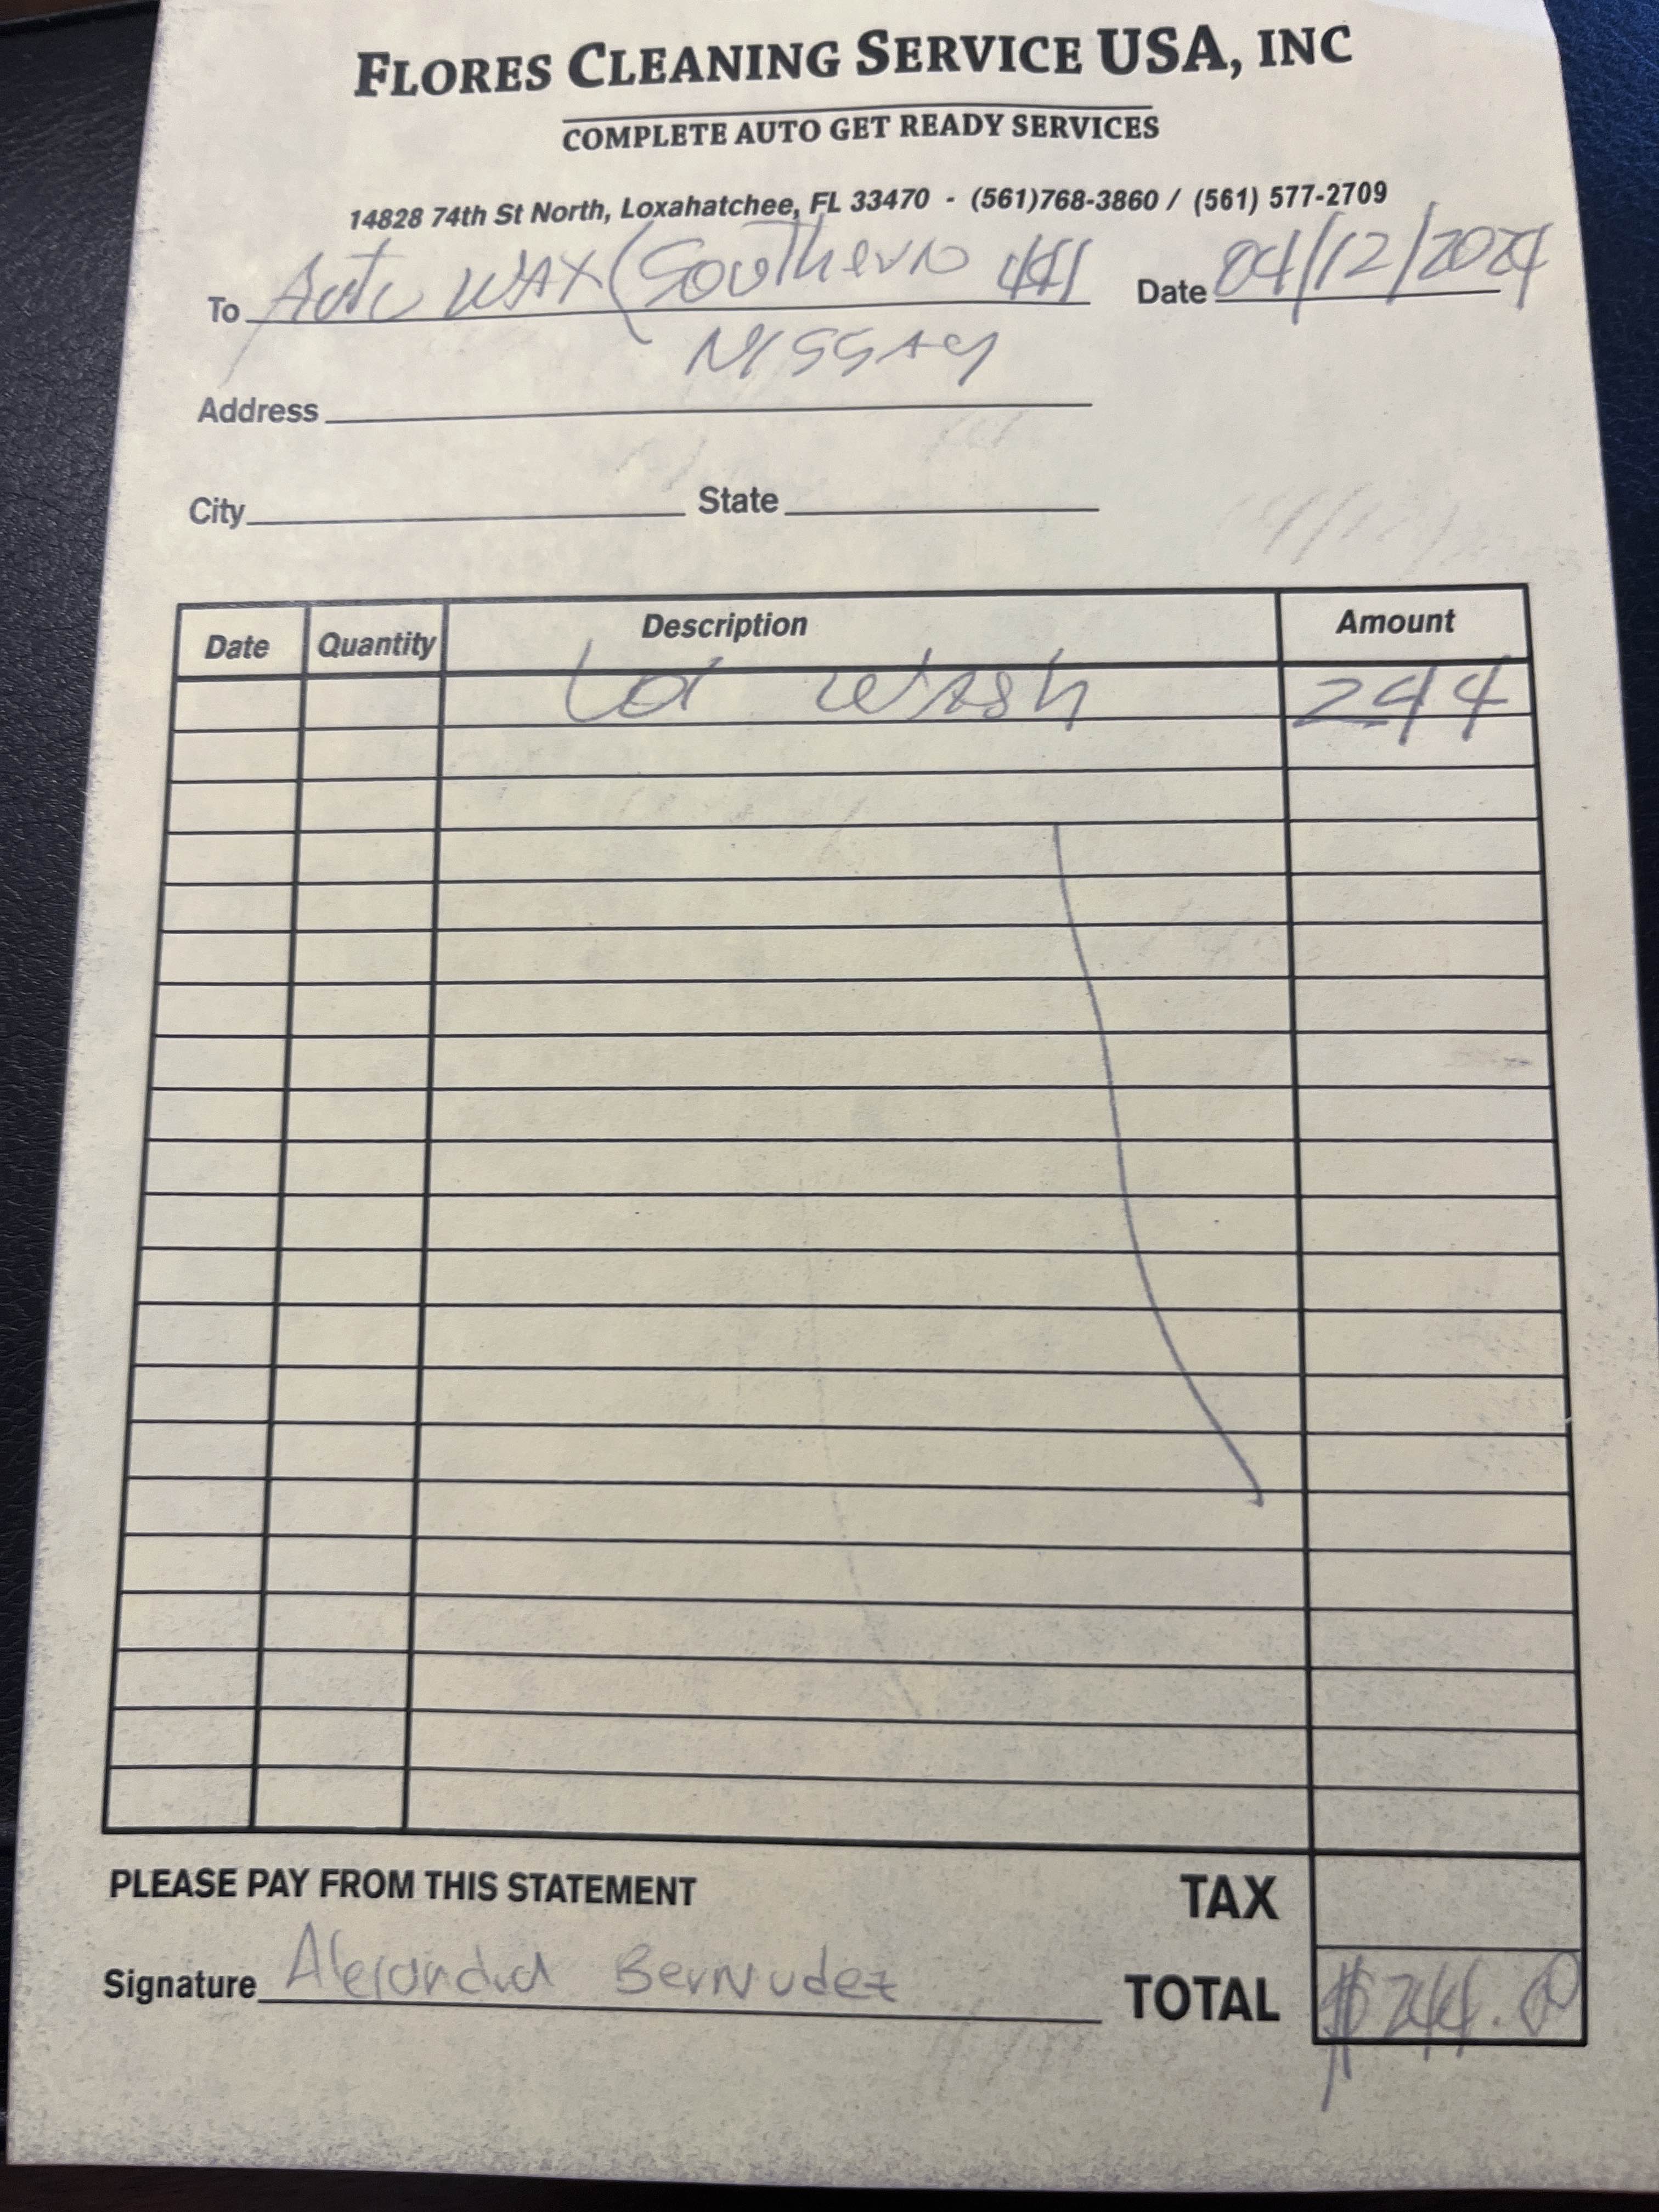 FLORES CLEANING SERVICE USA, INC
COMPLETE AUTO GET READY SERVICES
14828 74th St North, Loxahatchee, FL 33470 - (561)768-3860 / (561) 577-2709
To Auto WAX (Southern 441 Date 04/12/2024
NISSAN
Address
City State
Date Quantity Description Amount
Lot WASH 244
PLEASE PAY FROM THIS STATEMENT TAX
Signature Alejandra Bermudez TOTAL $244.00